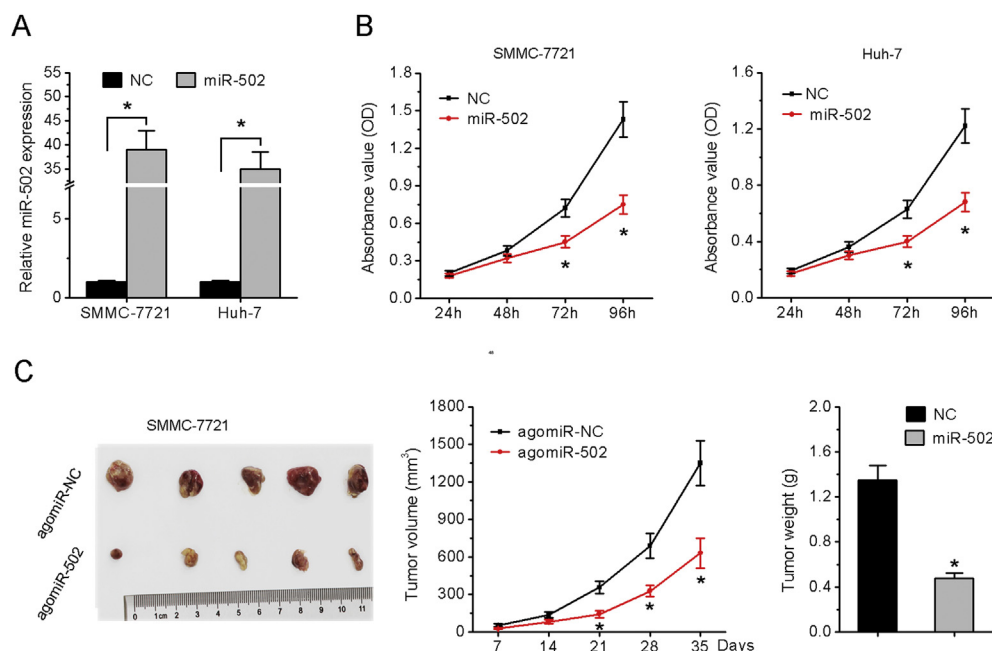 A
Relative miR-502 expression
55
50
45
40
35
5
0
NC
miR-502
*
*
SMMC-7721
Huh-7
B
SMMC-7721
Absorbance value (OD)
1.8
1.5
1.2
0.9
0.6
0.3
0.0
NC
miR-502
*
*
24h
48h
72h
96h
Huh-7
Absorbance value (OD)
1.6
1.2
0.8
0.4
0.0
NC
miR-502
*
*
24h
48h
72h
96h
C
SMMC-7721
agomiR-NC
agomiR-502
0 1cm 2 3 4 5 6 7 8 9 10 11
Tumor volume (mm³)
1800
1500
1200
900
600
300
0
agomiR-NC
agomiR-502
*
*
*
7
14
21
28
35
Days
Tumor weight (g)
2.0
1.6
1.2
0.8
0.4
0.0
NC
miR-502
*